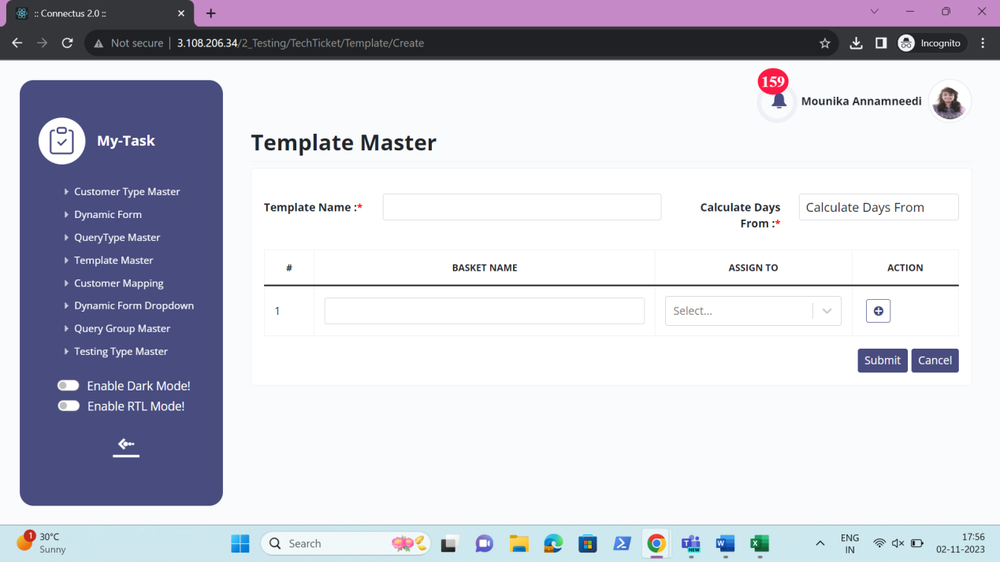 :: Connectus 2.0 ::
Not secure
3.108.206.34/2_Testing/TechTicket/Template/Create
Incognito
159
Mounika Annamneedi
My-Task
Customer Type Master
Dynamic Form
QueryType Master
Template Master
Customer Mapping
Dynamic Form Dropdown
Query Group Master
Testing Type Master
Enable Dark Mode!
Enable RTL Mode!
Template Master
Template Name :*
Calculate Days
From :*
Calculate Days From
# BASKET NAME ASSIGN TO ACTION
1 Select...
Submit Cancel
1
30°C
Sunny
Search
NEW
ENG
IN
17:56
02-11-2023